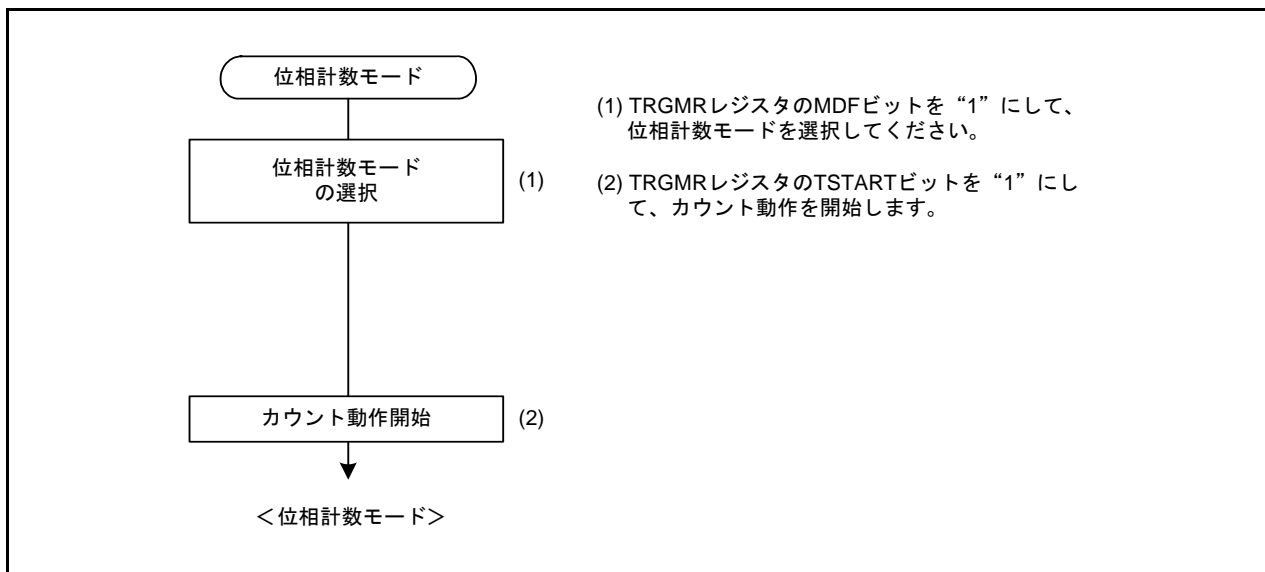 位相計数モード
位相計数モード
の選択
(1)
カウント動作開始
(2)
＜位相計数モード＞
(1) TRGMRレジスタのMDFビットを“1”にして、
位相計数モードを選択してください。
(2) TRGMRレジスタのTSTARTビットを“1”にし
て、カウント動作を開始します。